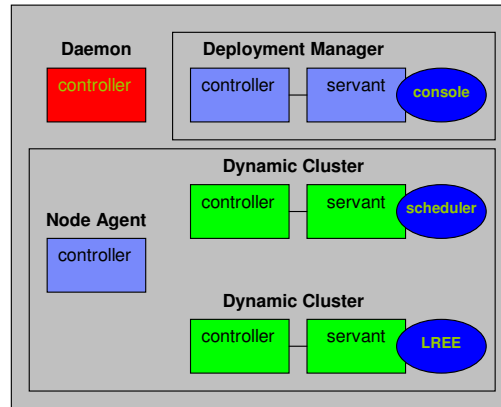 Daemon
controller
Deployment Manager
controller
servant
console
Node Agent
controller
Dynamic Cluster
controller
servant
scheduler
Dynamic Cluster
controller
servant
LREE